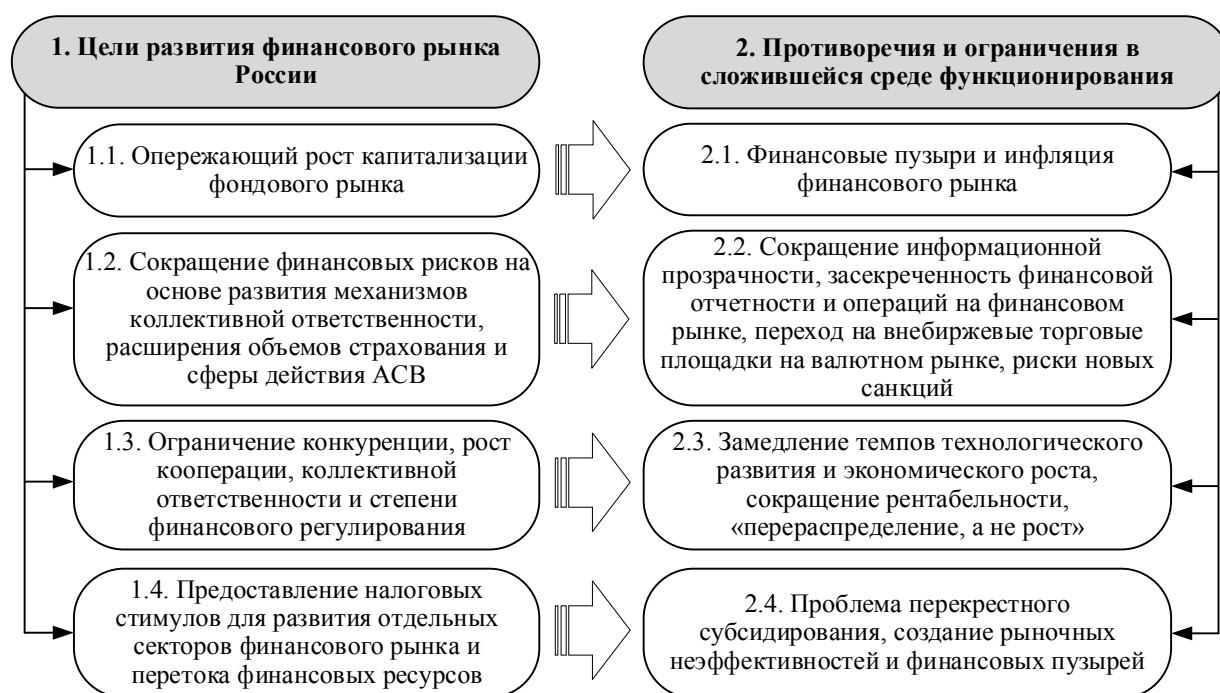 1. Цели развития финансового рынка
России
2. Противоречия и ограничения в
сложившейся среде функционирования
1.1. Опережающий рост капитализации
фондового рынка
2.1. Финансовые пузыри и инфляция
финансового рынка
1.2. Сокращение финансовых рисков на
основе развития механизмов
коллективной ответственности,
расширения объемов страхования и
сферы действия АСВ
2.2. Сокращение информационной
прозрачности, засекреченность финансовой
отчетности и операций на финансовом
рынке, переход на внебиржевые торговые
площадки на валютном рынке, риски новых
санкций
1.3. Ограничение конкуренции, рост
кооперации, коллективной
ответственности и степени
финансового регулирования
2.3. Замедление темпов технологического
развития и экономического роста,
сокращение рентабельности,
«перераспределение, а не рост»
1.4. Предоставление налоговых
стимулов для развития отдельных
секторов финансового рынка и
перетока финансовых ресурсов
2.4. Проблема перекрестного
субсидирования, создание рыночных
неэффективностей и финансовых пузырей